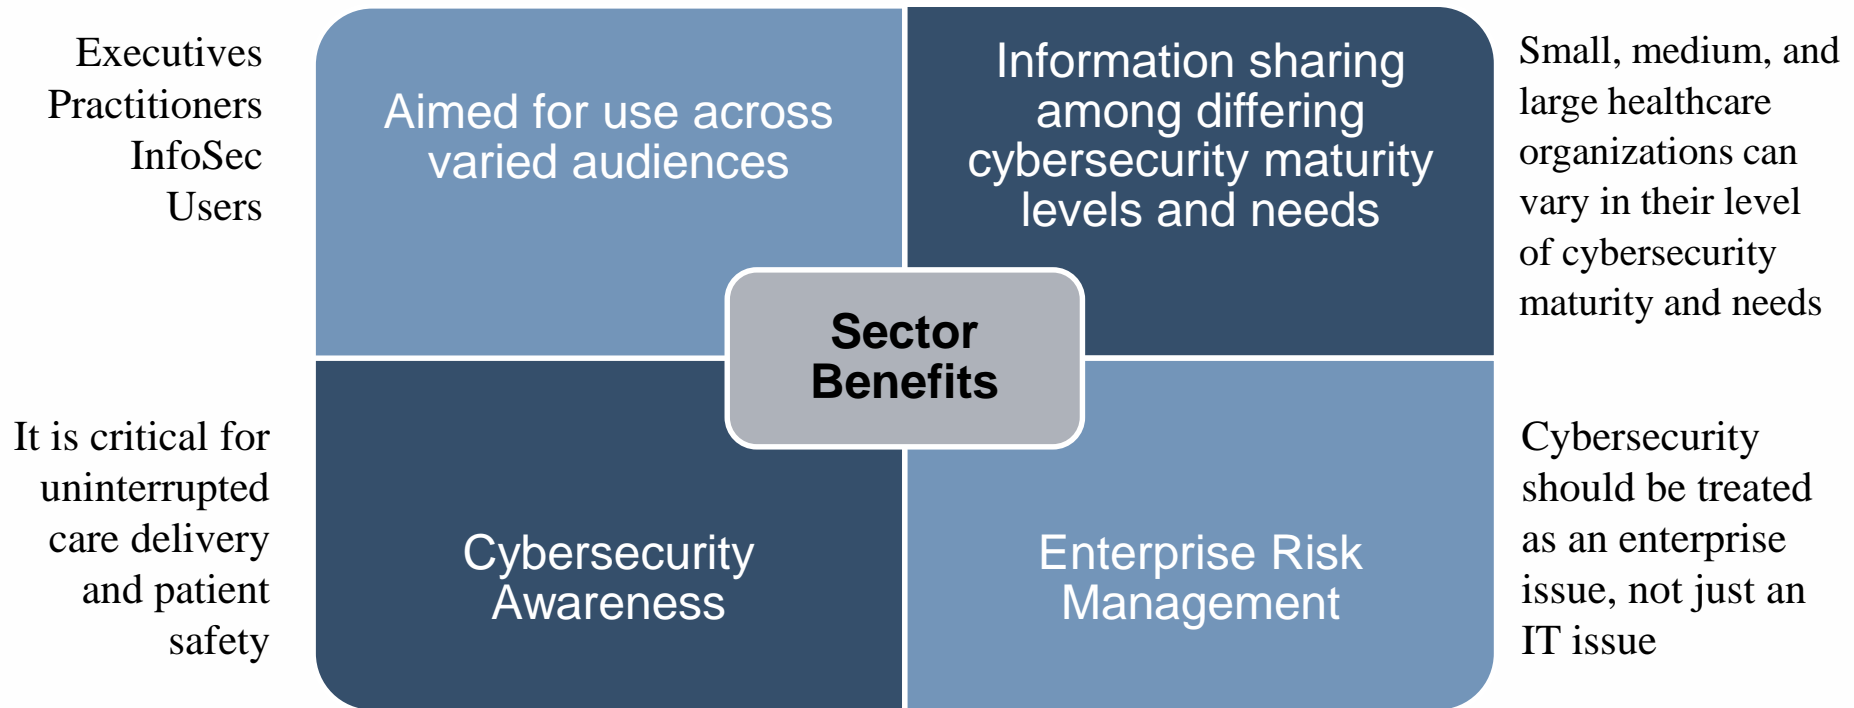 Executives
Practitioners
InfoSec
Users
Aimed for use across
varied audiences
Information sharing
among differing
cybersecurity maturity
levels and needs
Small, medium, and
large healthcare
organizations can
vary in their level
of cybersecurity
maturity and needs
Sector
Benefits
It is critical for
uninterrupted
care delivery
and patient
safety
Cybersecurity
Awareness
Enterprise Risk
Management
Cybersecurity
should be treated
as an enterprise
issue, not just an
IT issue